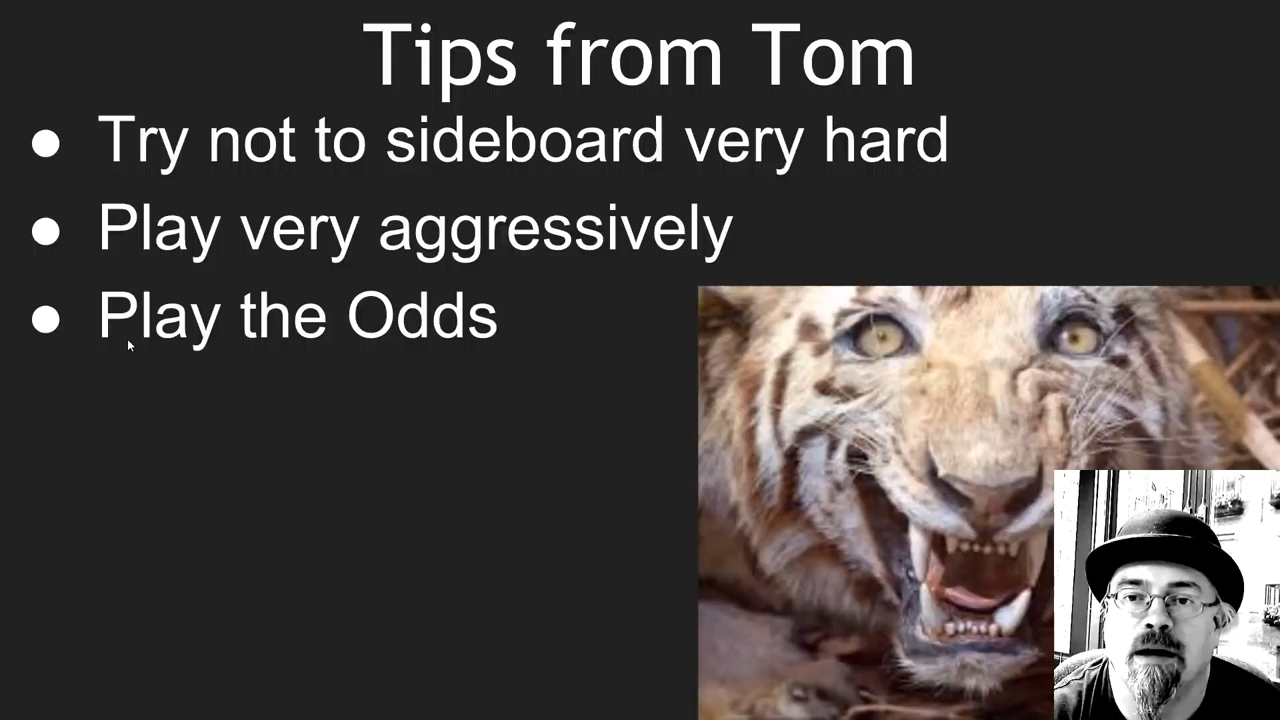 Tips from Tom
● Try not to sideboard very hard
● Play very aggressively
● Play the Odds